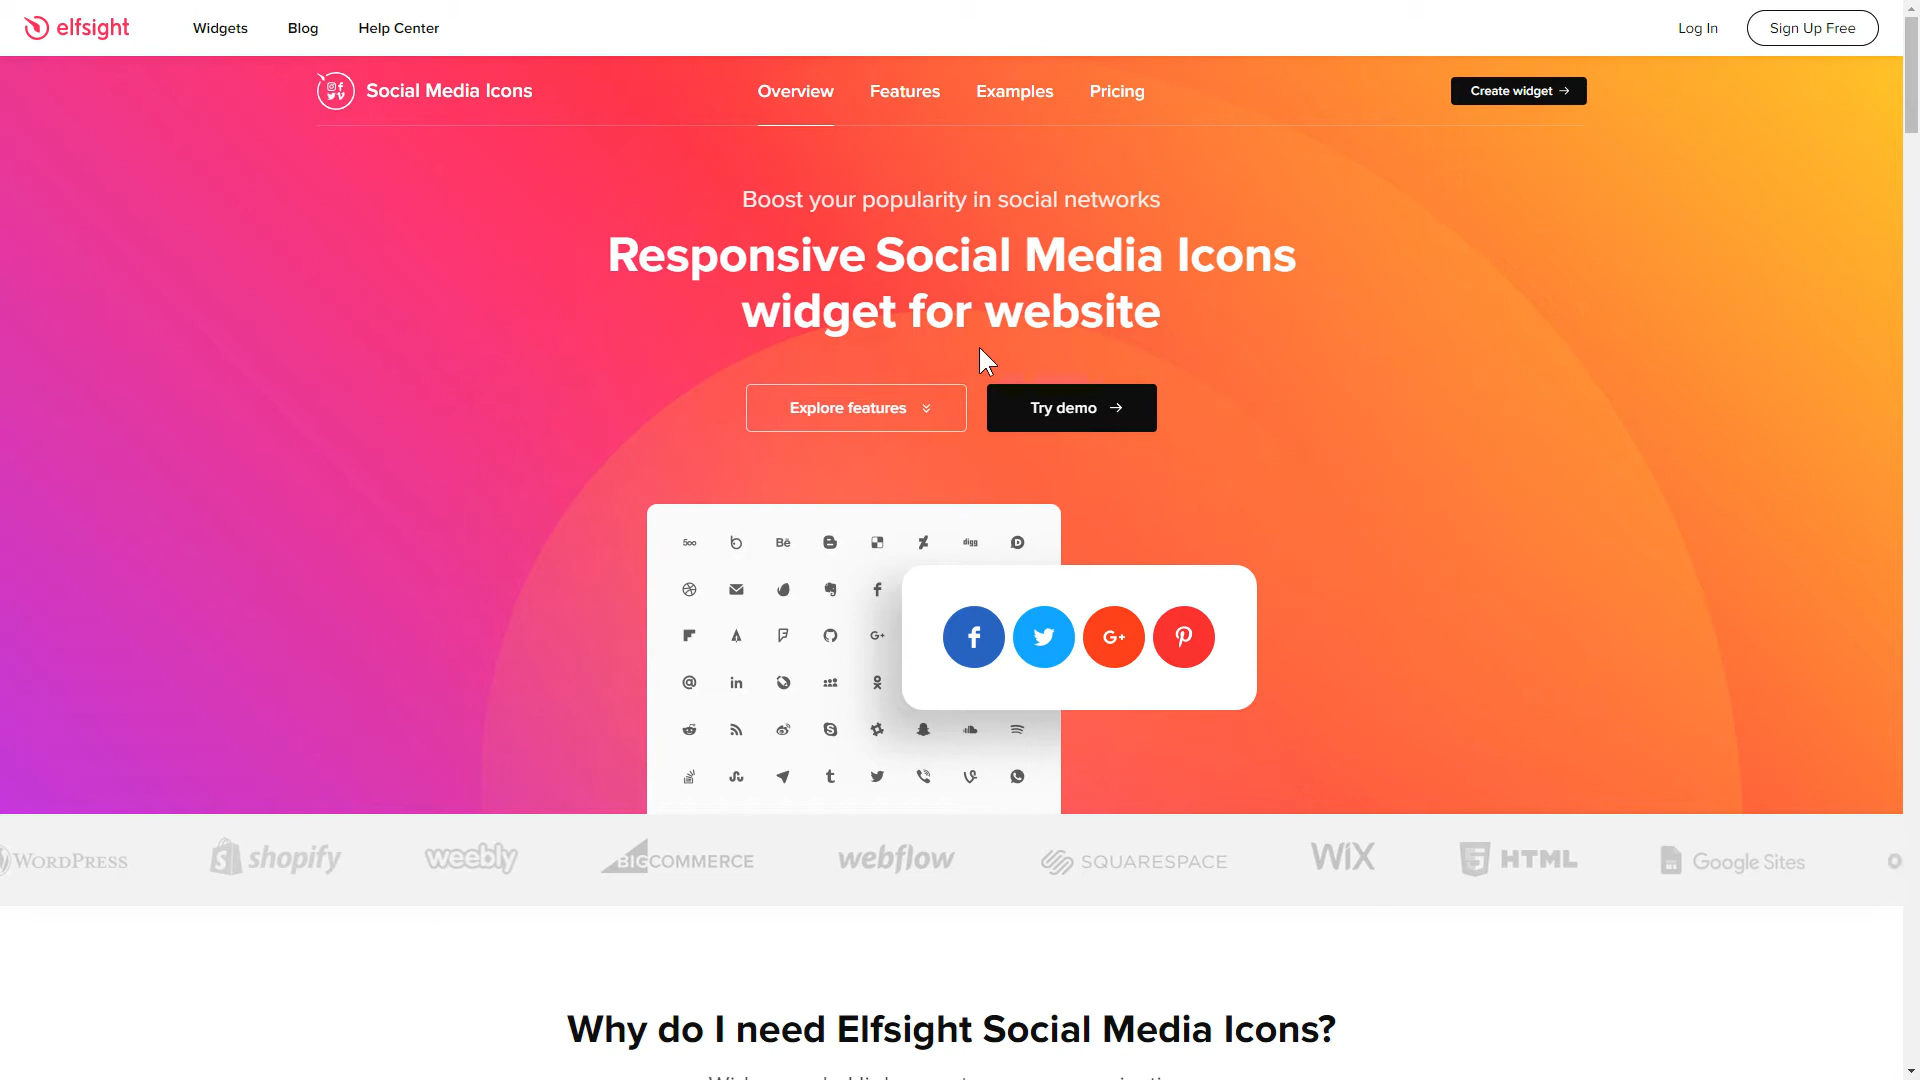 elfsight
Widgets
Blog
Help Center
Log In
Sign Up Free
Social Media Icons
Overview
Features
Examples
Pricing
Create widget
Boost your popularity in social networks
Responsive Social Media Icons
widget for website
Explore features
Try demo
500
Bē
digg
G+
in
G+
WORDPRESS
shopify
weebly
BIGCOMMERCE
webflow
SQUARESPACE
WiX
HTML
Google Sites
Why do I need Elfsight Social Media Icons?